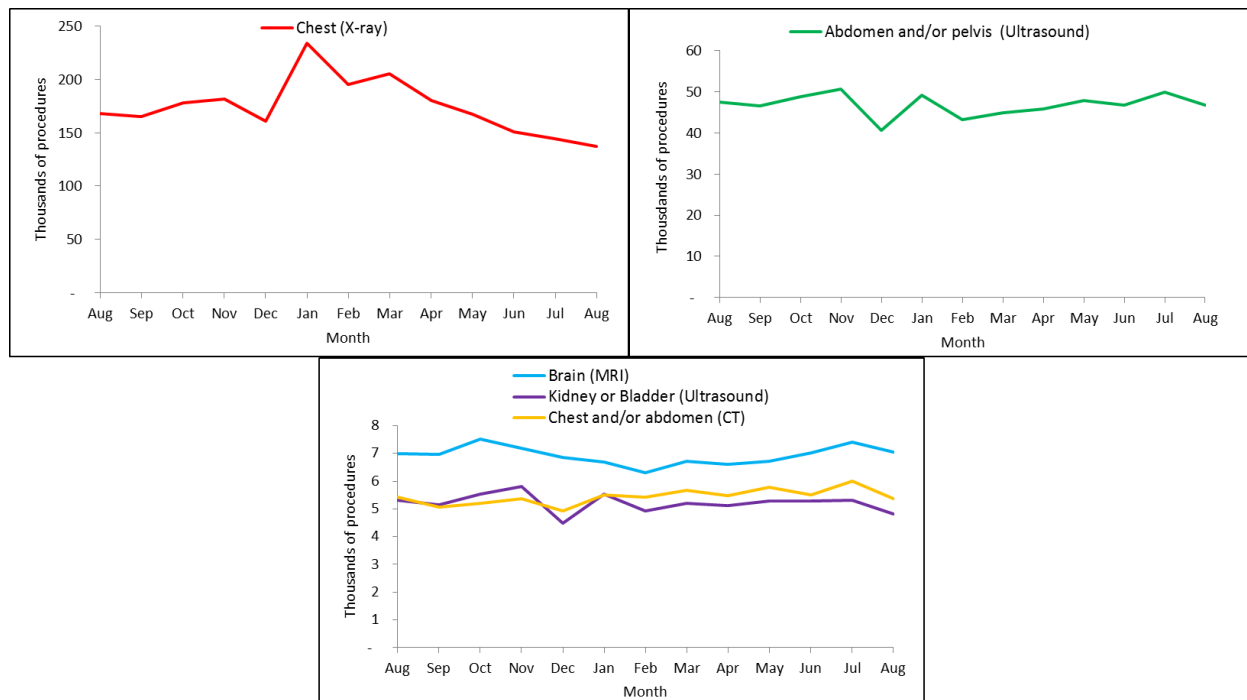 Chest (X-ray)
Thousands of procedures
250
200
150
100
50
-
Aug Sep Oct Nov Dec Jan Feb Mar Apr May Jun Jul Aug
Month
Abdomen and/or pelvis (Ultrasound)
Thousdands of procedures
60
50
40
30
20
10
-
Aug Sep Oct Nov Dec Jan Feb Mar Apr May Jun Jul Aug
Month
Brain (MRI)
Kidney or Bladder (Ultrasound)
Chest and/or abdomen (CT)
Thousands of procedures
8
7
6
5
4
3
2
1
-
Aug Sep Oct Nov Dec Jan Feb Mar Apr May Jun Jul Aug
Month